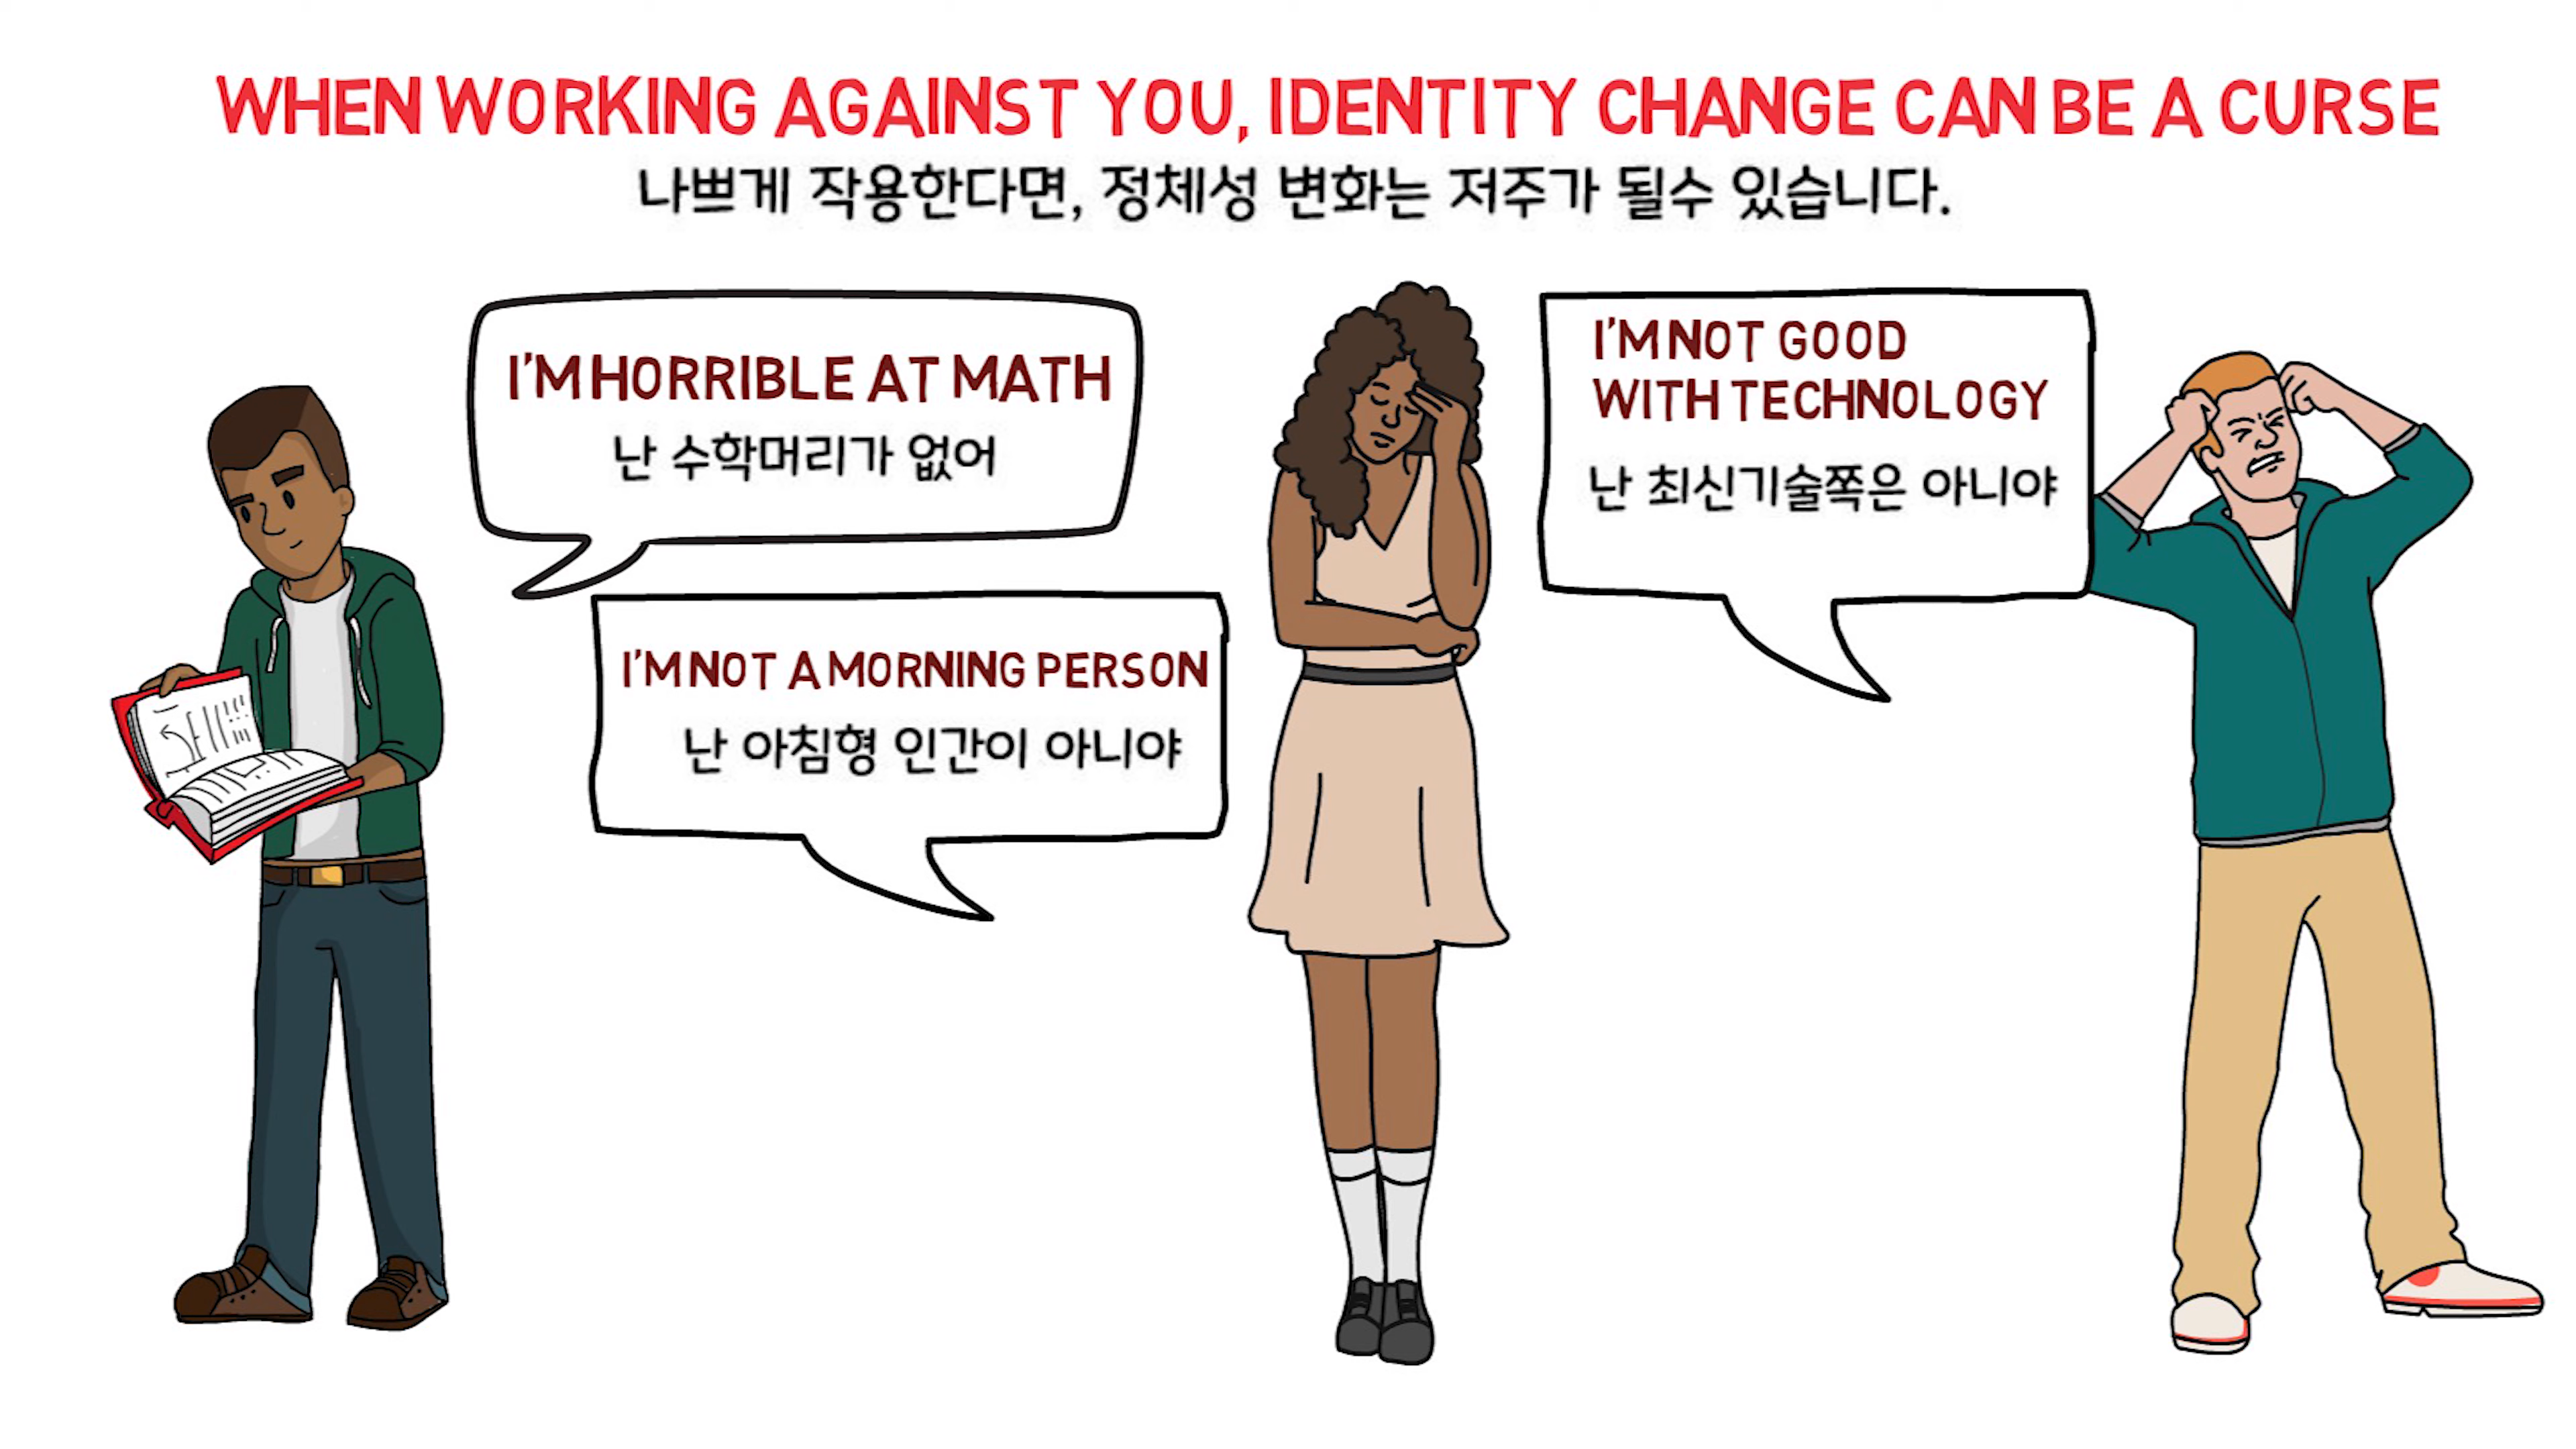 WHEN WORKING AGAINST YOU, IDENTITY CHANGE CAN BE A CURSE
나쁘게 작용한다면, 정체성 변화는 저주가 될수 있습니다.
I'M HORRIBLE AT MATH
난 수학머리가 없어
I'M NOT A MORNING PERSON
난 아침형 인간이 아니야
I'M NOT GOOD
WITH TECHNOLOGY
난 최신기술쪽은 아니야